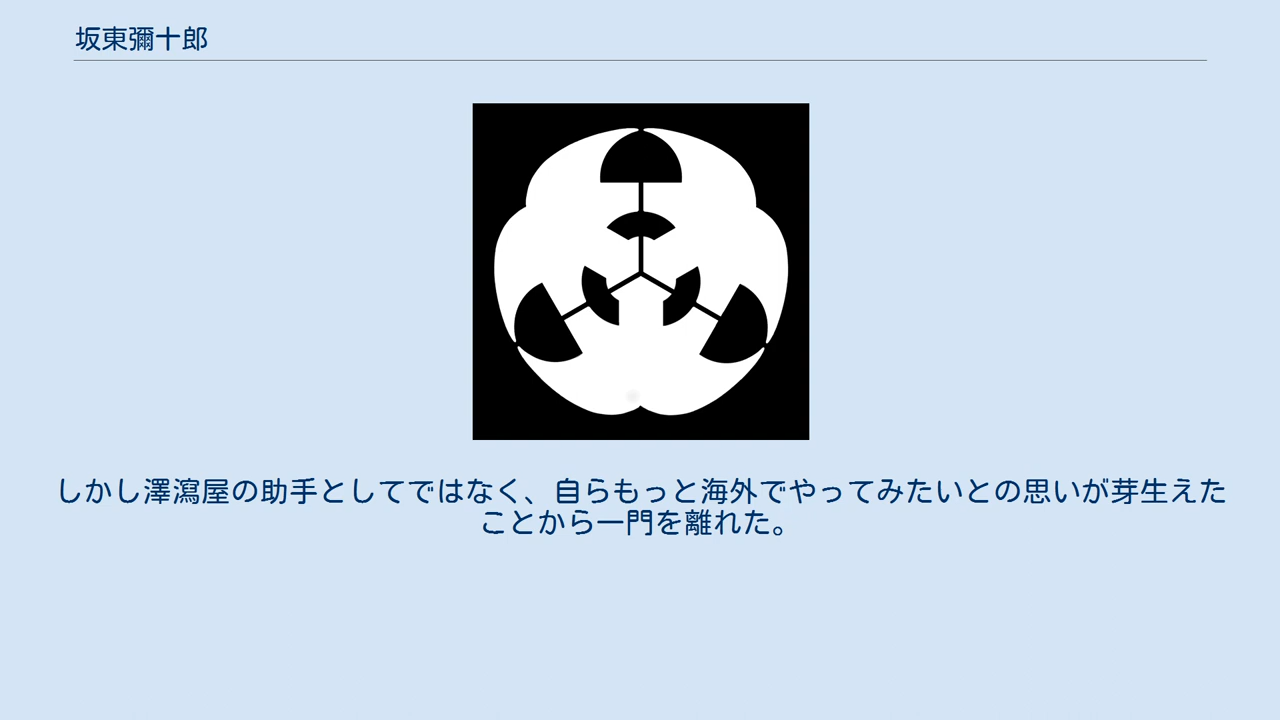 坂東彌十郎
しかし澤瀉屋の助手としてではなく、自らもっと海外でやってみたいとの思いが芽生えた
ことから一門を離れた。